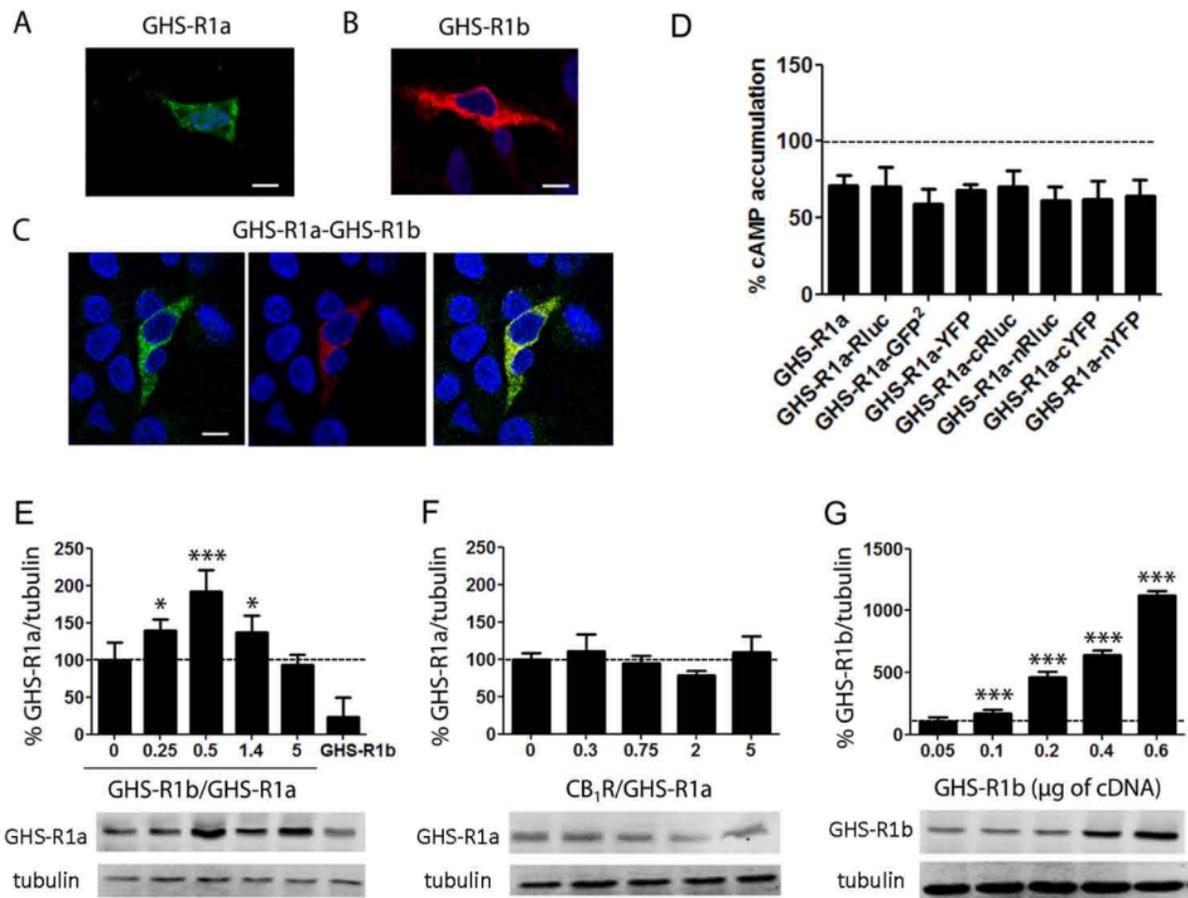 A
GHS-R1a
B
GHS-R1b
C
GHS-R1a-GHS-R1b
D
% cAMP accumulation
150
100
50
0
GHS-R1a
GHS-R1a-Rluc
GHS-R1a-GFP²
GHS-R1a-YFP
GHS-R1a-cRluc
GHS-R1a-nRluc
GHS-R1a-cYFP
GHS-R1a-nYFP
E
% GHS-R1a/tubulin
250
200
150
100
50
0
* *** *
0 0.25 0.5 1.4 5 GHS-R1b
GHS-R1b/GHS-R1a
GHS-R1a
tubulin
F
% GHS-R1a/tubulin
250
200
150
100
50
0
0 0.3 0.75 2 5
CB₁R/GHS-R1a
GHS-R1a
tubulin
G
% GHS-R1b/tubulin
1500
1000
500
0
*** *** *** ***
0.05 0.1 0.2 0.4 0.6
GHS-R1b (μg of cDNA)
GHS-R1b
tubulin